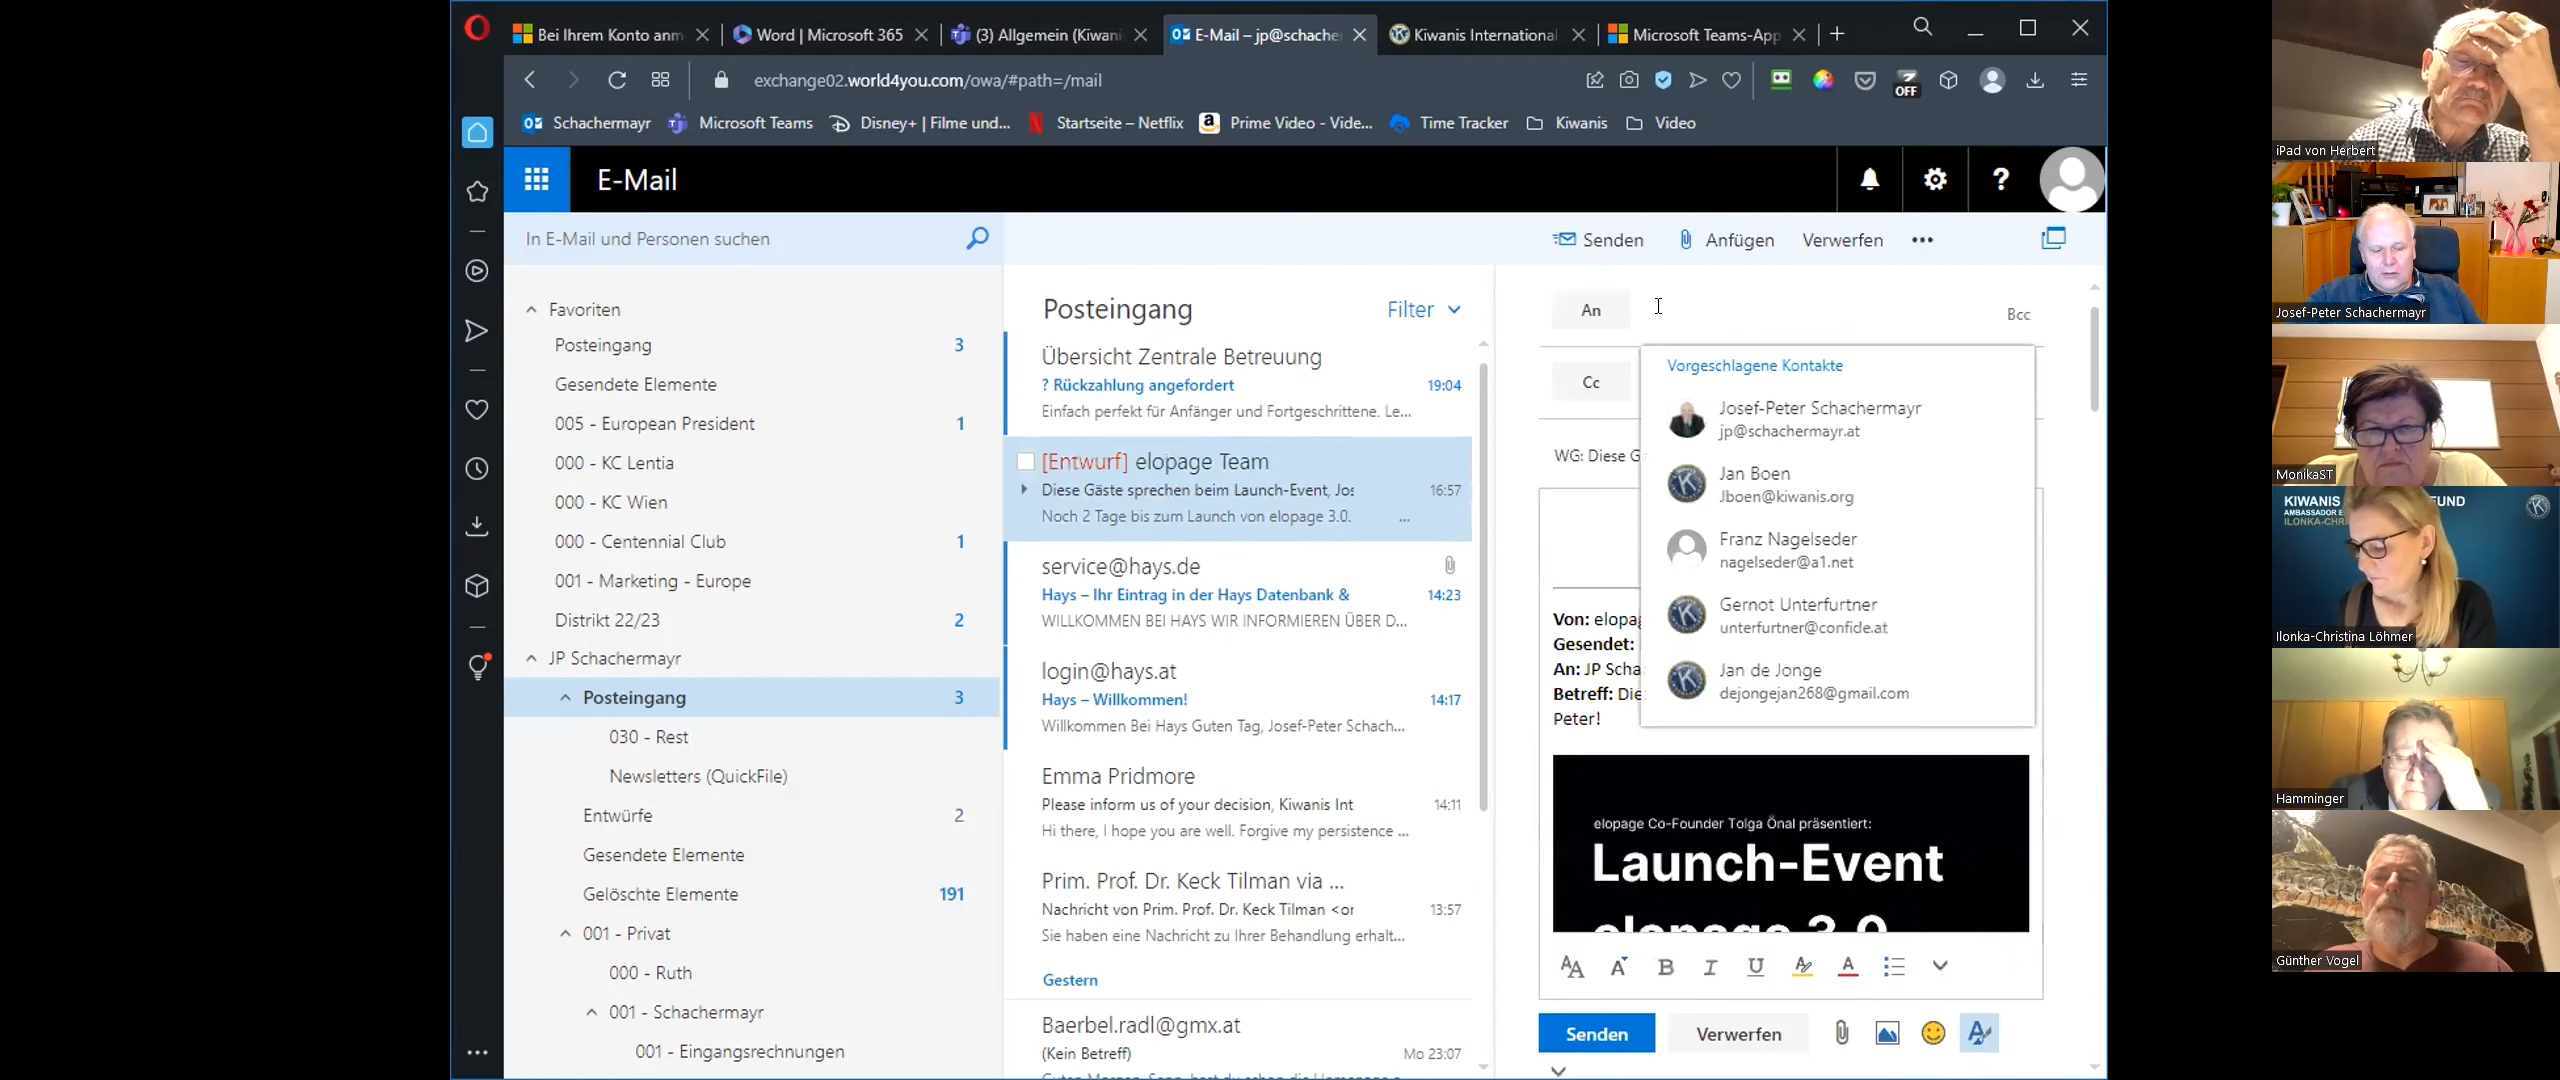 Bei Ihrem Konto anm
Word | Microsoft 365
(3) Allgemein (Kiwani
E-Mail – jp@schache
Kiwanis International
Microsoft Teams-App
exchange02.world4you.com/owa/#path=/mail
OFF
Schachermayr
Microsoft Teams
Disney+ | Filme und...
Startseite – Netflix
Prime Video - Vide...
Time Tracker
Kiwanis
Video
E-Mail
In E-Mail und Personen suchen
Senden
Anfügen
Verwerfen
Favoriten
Posteingang 3
Gesendete Elemente
005 - European President 1
000 - KC Lentia
000 - KC Wien
000 - Centennial Club 1
001 - Marketing - Europe
Distrikt 22/23 2
JP Schachermayr
Posteingang 3
030 - Rest
Newsletters (QuickFile)
Entwürfe 2
Gesendete Elemente
Gelöschte Elemente 191
001 - Privat
000 - Ruth
001 - Schachermayr
001 - Eingangsrechnungen
Posteingang
Filter
Übersicht Zentrale Betreuung
? Rückzahlung angefordert 19:04
Einfach perfekt für Anfänger und Fortgeschrittene. Le...
[Entwurf] elopage Team
Diese Gäste sprechen beim Launch-Event, Jos 16:57
Noch 2 Tage bis zum Launch von elopage 3.0. ...
service@hays.de
Hays – Ihr Eintrag in der Hays Datenbank & 14:23
WILLKOMMEN BEI HAYS WIR INFORMIEREN ÜBER D...
login@hays.at
Hays – Willkommen! 14:17
Willkommen Bei Hays Guten Tag, Josef-Peter Schach...
Emma Pridmore
Please inform us of your decision, Kiwanis Int 14:11
Hi there, I hope you are well. Forgive my persistence ...
Prim. Prof. Dr. Keck Tilman via ...
Nachricht von Prim. Prof. Dr. Keck Tilman <or 13:57
Sie haben eine Nachricht zu Ihrer Behandlung erhalt...
Gestern
Baerbel.radl@gmx.at
(Kein Betreff) Mo 23:07
An
Bcc
Cc
WG: Diese G
Vorgeschlagene Kontakte
Josef-Peter Schachermayr
jp@schachermayr.at
Jan Boen
Jboen@kiwanis.org
Franz Nagelseder
nagelseder@a1.net
Gernot Unterfurtner
unterfurtner@confide.at
Jan de Jonge
dejongejan268@gmail.com
Von: elopag
Gesendet:
An: JP Scha
Betreff: Die
Peter!
elopage Co-Founder Tolga Önal präsentiert:
Launch-Event
elopage 3.0
Senden
Verwerfen
iPad von Herbert
Josef-Peter Schachermayr
MonikaST
KIWANIS
UND
AMBASSADOR E
ILONKA-CHRI
Ilonka-Christina Löhmer
Hamminger
Günther Vogel